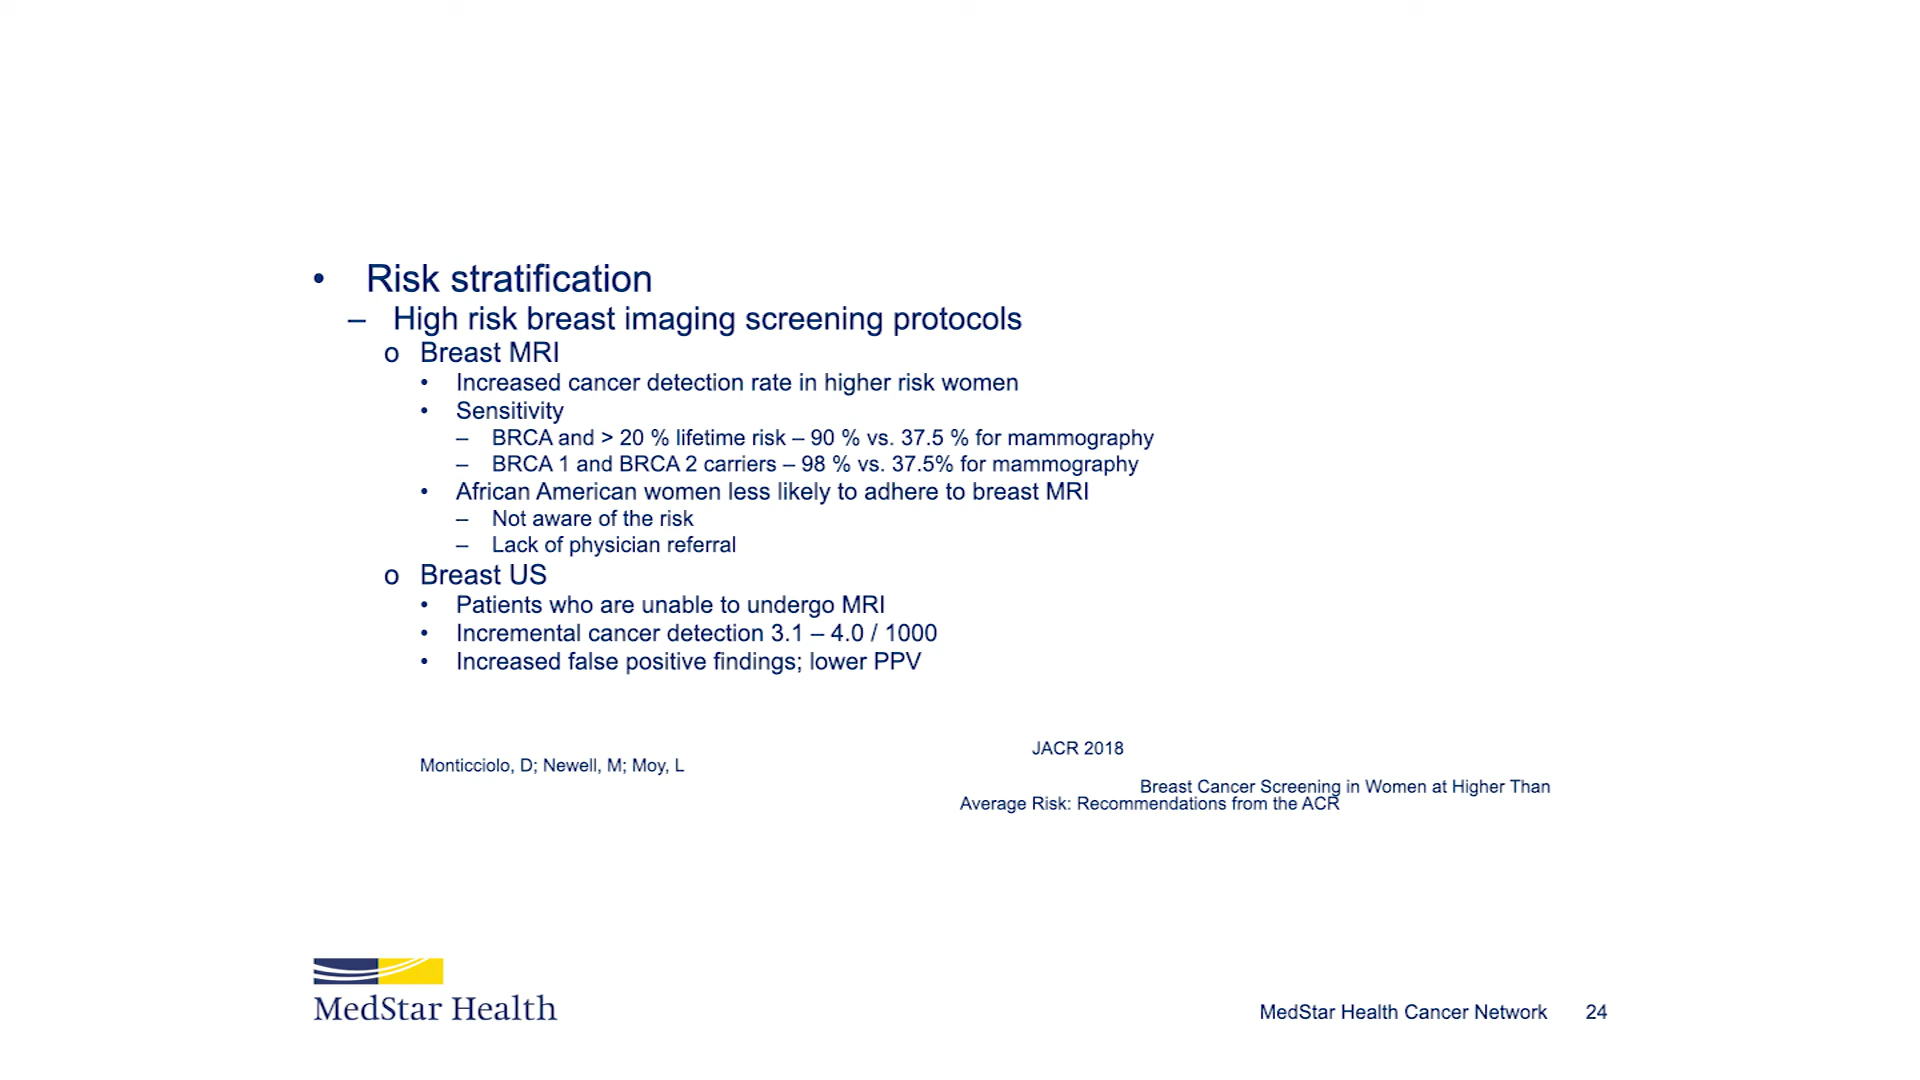 • Risk stratification
– High risk breast imaging screening protocols
o Breast MRI
• Increased cancer detection rate in higher risk women
• Sensitivity
– BRCA and > 20 % lifetime risk – 90 % vs. 37.5 % for mammography
– BRCA 1 and BRCA 2 carriers – 98 % vs. 37.5% for mammography
• African American women less likely to adhere to breast MRI
– Not aware of the risk
– Lack of physician referral
o Breast US
• Patients who are unable to undergo MRI
• Incremental cancer detection 3.1 – 4.0 / 1000
• Increased false positive findings; lower PPV
JACR 2018
Monticciolo, D; Newell, M; Moy, L
Breast Cancer Screening in Women at Higher Than
Average Risk: Recommendations from the ACR
MedStar Health
MedStar Health Cancer Network 24